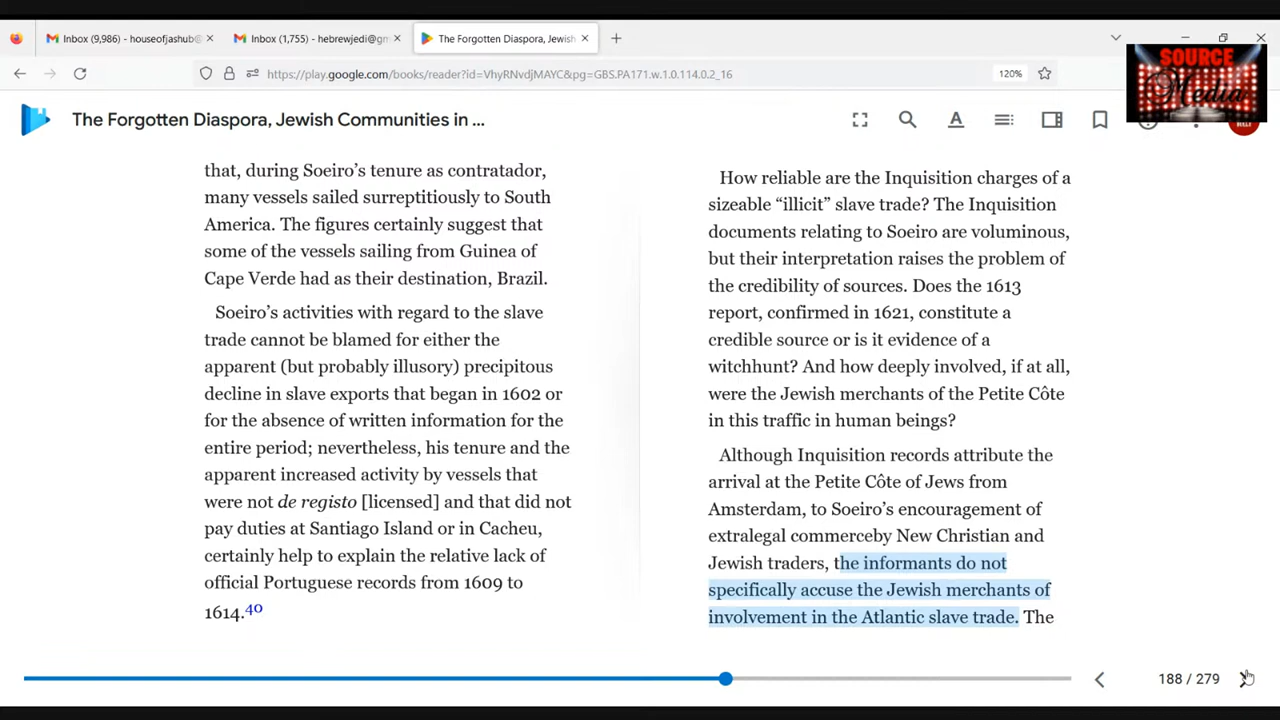 Inbox (9,986) - houseofjashub@
Inbox (1,755) - hebrewjedi@gm
The Forgotten Diaspora, Jewish
https://play.google.com/books/reader?id=VhyRNvdjMAYC&pg=GBS.PA171.w.1.0.114.0.2_16
120%
SOURCE
Media
The Forgotten Diaspora, Jewish Communities in ...
that, during Soeiro's tenure as contratador,
many vessels sailed surreptitiously to South
America. The figures certainly suggest that
some of the vessels sailing from Guinea of
Cape Verde had as their destination, Brazil.
Soeiro's activities with regard to the slave
trade cannot be blamed for either the
apparent (but probably illusory) precipitous
decline in slave exports that began in 1602 or
for the absence of written information for the
entire period; nevertheless, his tenure and the
apparent increased activity by vessels that
were not de registo [licensed] and that did not
pay duties at Santiago Island or in Cacheu,
certainly help to explain the relative lack of
official Portuguese records from 1609 to
1614.40
How reliable are the Inquisition charges of a
sizeable “illicit” slave trade? The Inquisition
documents relating to Soeiro are voluminous,
but their interpretation raises the problem of
the credibility of sources. Does the 1613
report, confirmed in 1621, constitute a
credible source or is it evidence of a
witchhunt? And how deeply involved, if at all,
were the Jewish merchants of the Petite Côte
in this traffic in human beings?
Although Inquisition records attribute the
arrival at the Petite Côte of Jews from
Amsterdam, to Soeiro's encouragement of
extralegal commerceby New Christian and
Jewish traders, the informants do not
specifically accuse the Jewish merchants of
involvement in the Atlantic slave trade. The
188 / 279